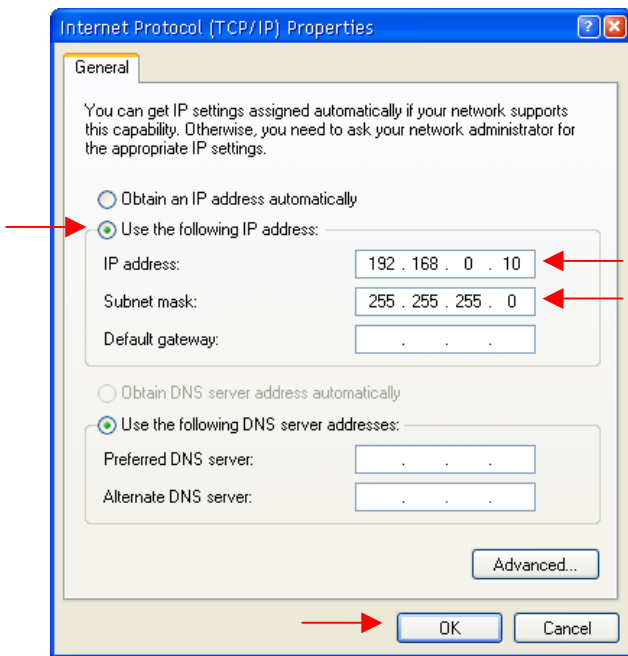 Internet Protocol (TCP/IP) Properties
General
You can get IP settings assigned automatically if your network supports
this capability. Otherwise, you need to ask your network administrator for
the appropriate IP settings.
Obtain an IP address automatically
Use the following IP address:
IP address: 192 . 168 . 0 . 10
Subnet mask: 255 . 255 . 255 . 0
Default gateway: . . .
Obtain DNS server address automatically
Use the following DNS server addresses:
Preferred DNS server: . . .
Alternate DNS server: . . .
Advanced...
OK Cancel